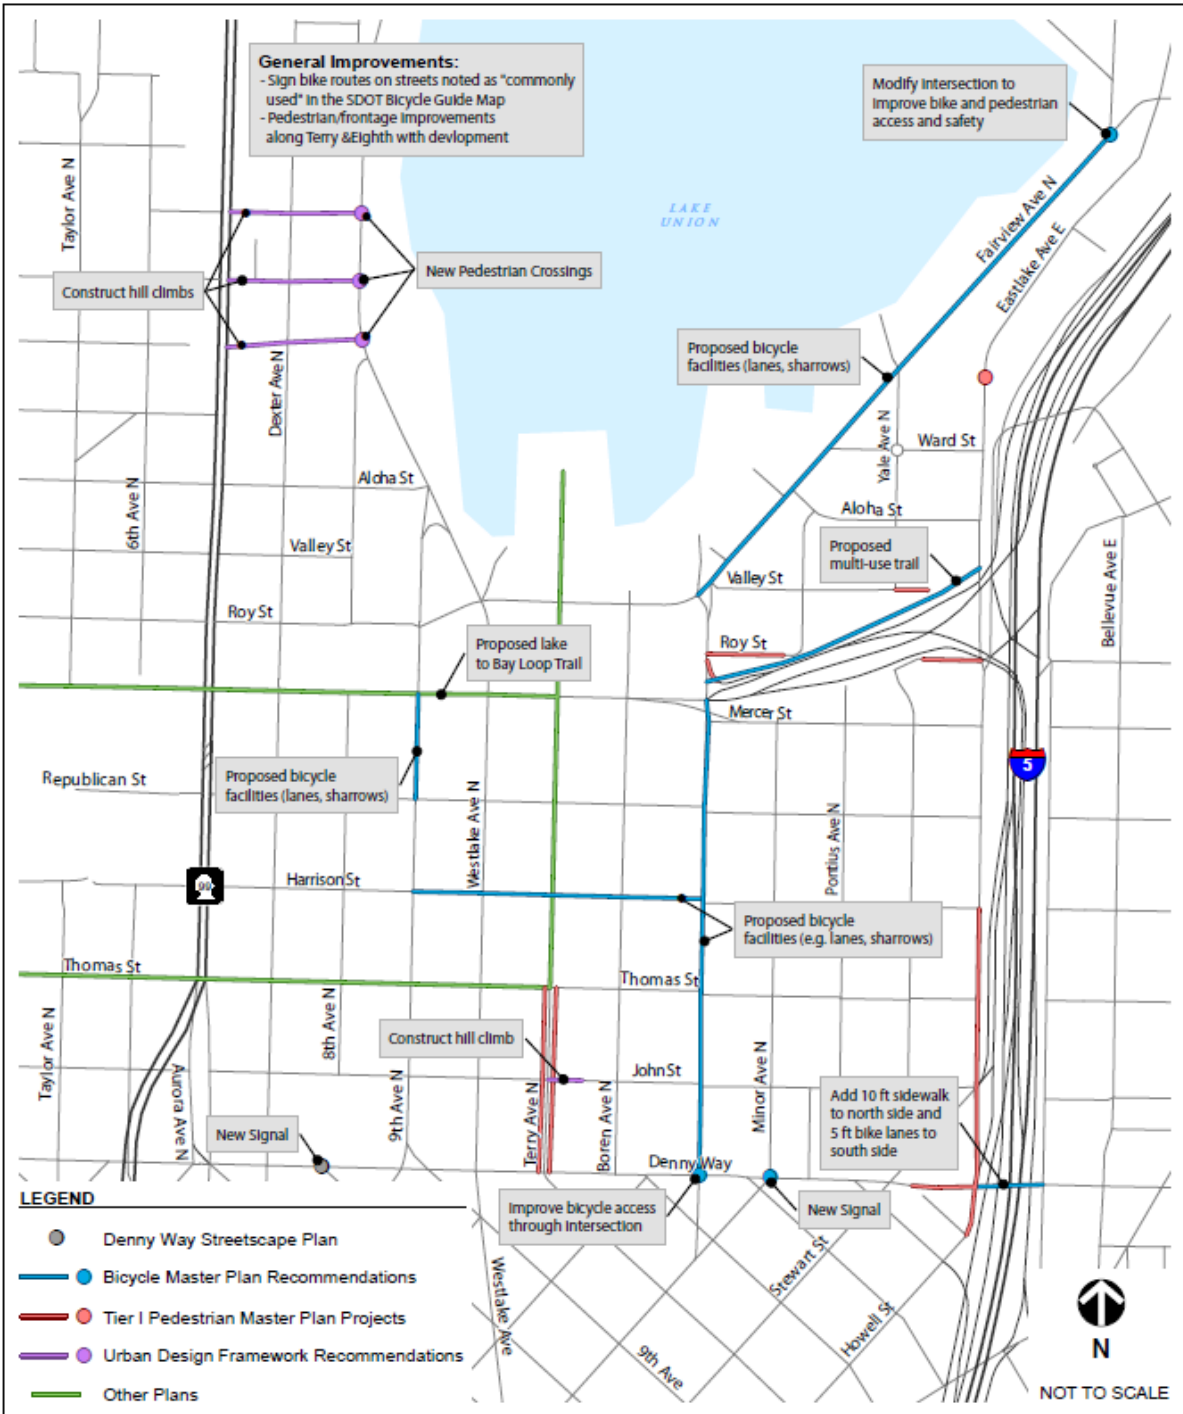 General Improvements:
- Sign bike routes on streets noted as "commonly
used" in the SDOT Bicycle Guide Map
- Pedestrian/frontage improvements
along Terry &Eighth with devlopment
Modify intersection to
improve bike and pedestrian
access and safety
Taylor Ave N
LAKE
UNION
Fairview Ave N
Eastlake Ave E
New Pedestrian Crossings
Construct hill climbs
Proposed bicycle
facilities (lanes, sharrows)
Dexter Ave N
Yale Ave N
Ward St
Aloha St
Aloha St
6th Ave N
Valley St
Proposed
multi-use trail
Valley St
Bellevue Ave E
Roy St
Proposed lake
to Bay Loop Trail
Roy St
Mercer St
5
Republican St
Proposed bicycle
facilities (lanes, sharrows)
Westlake Ave N
Pontius Ave N
99
Harrison St
Proposed bicycle
facilities (e.g. lanes, sharrows)
Thomas St
Thomas St
Taylor Ave N
8th Ave N
Construct hill climb
John St
Aurora Ave N
9th Ave N
Terry Ave N
Boren Ave N
Minor Ave N
Add 10 ft sidewalk
to north side and
5 ft bike lanes to
south side
New Signal
Denny Way
Improve bicycle access
through intersection
New Signal
Westlake Ave
9th Ave
Stewart St
Howell St
LEGEND
Denny Way Streetscape Plan
Bicycle Master Plan Recommendations
Tier I Pedestrian Master Plan Projects
Urban Design Framework Recommendations
Other Plans
N
NOT TO SCALE